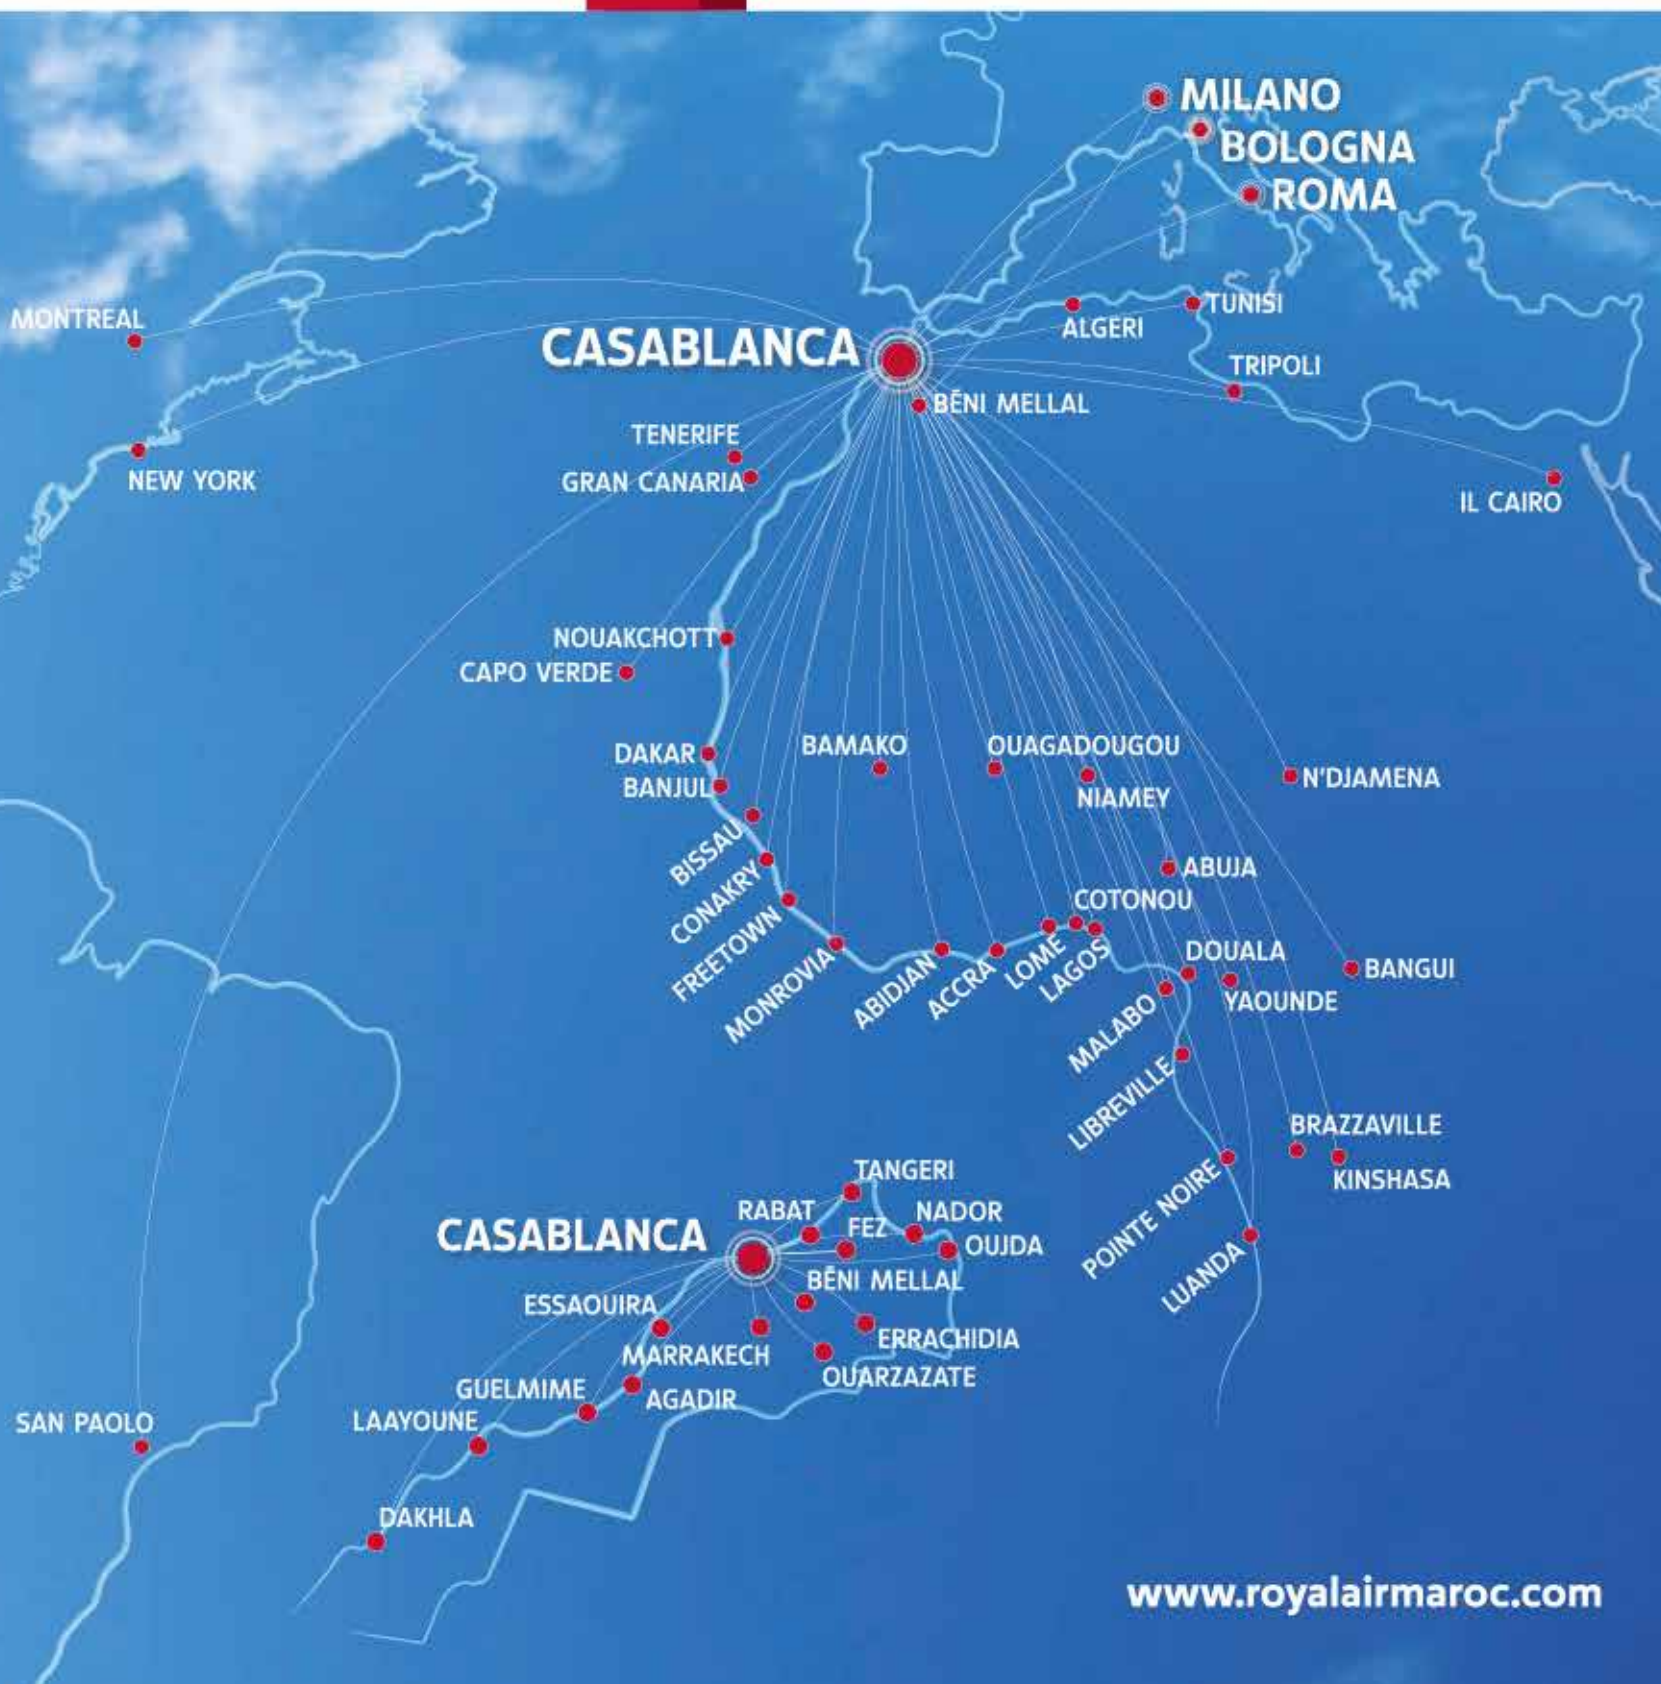 MILANO
BOLOGNA
ROMA
MONTREAL
TUNISI
ALGERI
CASABLANCA
TRIPOLI
BĒNI MELLAL
TENERIFE
NEW YORK
GRAN CANARIA
IL CAIRO
NOUAKCHOTT
CAPO VERDE
DAKAR
BAMAKO
OUAGADOUGOU
N'DJAMENA
BANJUL
NIAMEY
BISSAU
ABUJA
CONAKRY
COTONOU
FREETOWN
MONROVIA
ABIDJAN
ACCRA
LOME
LAGOS
DOUALA
BANGUI
YAOUNDE
MALABO
LIBREVILLE
BRAZZAVILLE
KINSHASA
POINTE NOIRE
LUANDA
TANGERI
RABAT
FEZ
NADOR
CASABLANCA
OUJDA
BĒNI MELLAL
ESSAOUIRA
ERRACHIDIA
MARRAKECH
OUARZAZATE
GUELMIME
AGADIR
LAAYOUNE
SAN PAOLO
DAKHLA
www.royalairmaroc.com